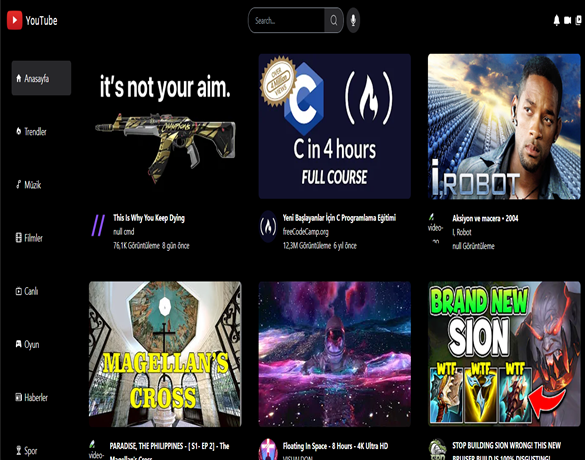 YouTube
Search...
Anasayfa
Trendler
Müzik
Filmler
Canlı
Oyun
Haberler
Spor
it's not your aim.
This Is Why You Keep Dying
null cmd
76,1K Görüntüleme 8 gün önce
C
C in 4 hours
FULL COURSE
Yeni Başlayanlar İçin C Programlama Eğitimi
freeCodeCamp.org
12,3M Görüntüleme 6 yıl önce
I, ROBOT
video-
Aksiyon ve macera • 2004
I, Robot
null Görüntüleme
MAGELLAN'S
CROSS
video-
PARADISE, THE PHILIPPINES - [ S1- EP 2] - The
Magellan's Cross
Floating In Space - 8 Hours - 4K Ultra HD
BRAND NEW
SION
WTF WTF WTF
STOP BUILDING SION WRONG! THIS NEW
BRUISER BUILD IS 100% DISGUSTING!